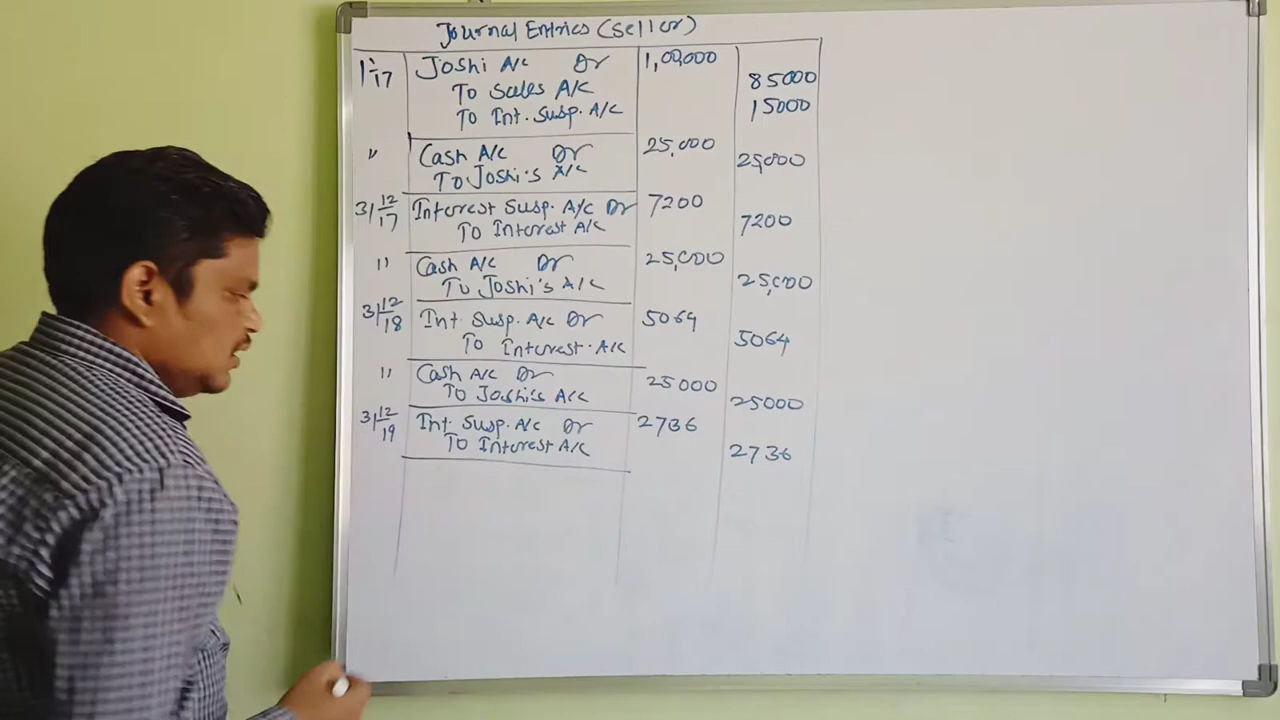 Journal Entries (Seller)
1/1/17 Joshi A/c Dr 1,00,000
To Sales A/c 85000
To Int. Susp. A/c 15000
" Cash A/c Dr 25,000
To Joshi's A/c 25,000
31/12/17 Interest Susp. A/c Dr 7200
To Interest A/c 7200
" Cash A/c Dr 25,000
To Joshi's A/c 25,000
31/12/18 Int. Susp. A/c Dr 5064
To Interest. A/c 5064
" Cash A/c Dr 25000
To Joshi's A/c 25000
31/12/19 Int. Susp. A/c Dr 2736
To Interest A/c 2736